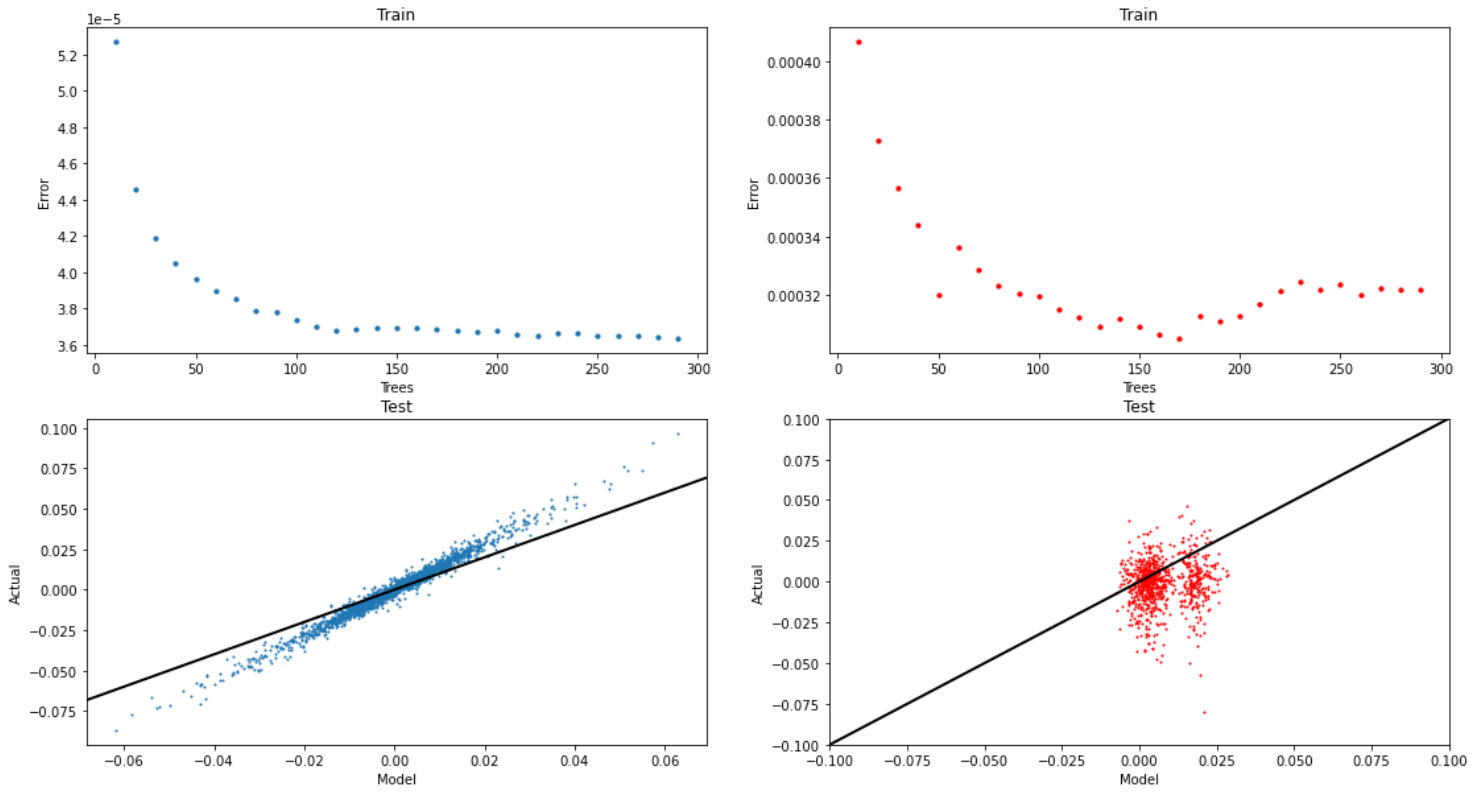 Train
1e−5
5.2
5.0
4.8
4.6
4.4
4.2
4.0
3.8
3.6
Error
0 50 100 150 200 250 300
Trees
Train
0.00040
0.00038
0.00036
0.00034
0.00032
Error
0 50 100 150 200 250 300
Trees
Test
0.100
0.075
0.050
0.025
0.000
−0.025
−0.050
−0.075
Actual
−0.06 −0.04 −0.02 0.00 0.02 0.04 0.06
Model
Test
0.100
0.075
0.050
0.025
0.000
−0.025
−0.050
−0.075
−0.100
Actual
−0.100 −0.075 −0.050 −0.025 0.000 0.025 0.050 0.075 0.100
Model